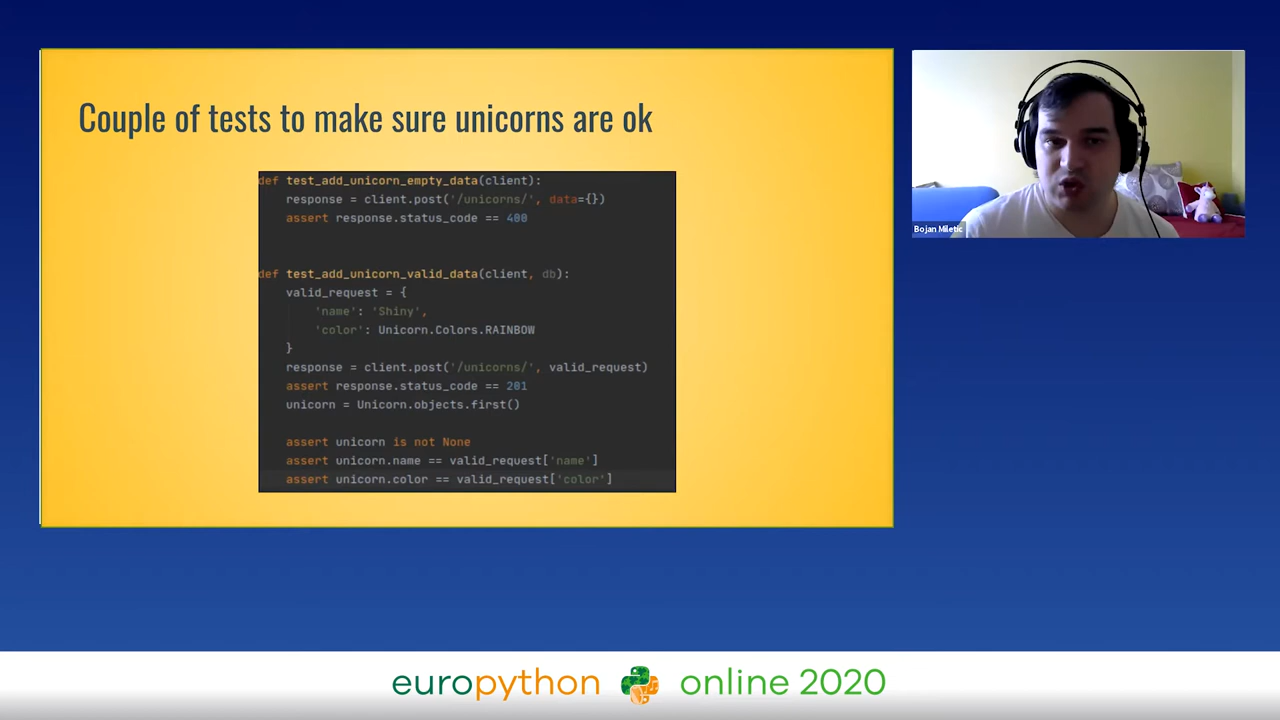 Couple of tests to make sure unicorns are ok
def test_add_unicorn_empty_data(client):
    response = client.post('/unicorns/', data={})
    assert response.status_code == 400
def test_add_unicorn_valid_data(client, db):
    valid_request = {
        'name': 'Shiny',
        'color': Unicorn.Colors.RAINBOW
    }
    response = client.post('/unicorns/', valid_request)
    assert response.status_code == 201
    unicorn = Unicorn.objects.first()
    assert unicorn is not None
    assert unicorn.name == valid_request['name']
    assert unicorn.color == valid_request['color']
Bojan Miletic
europython online 2020